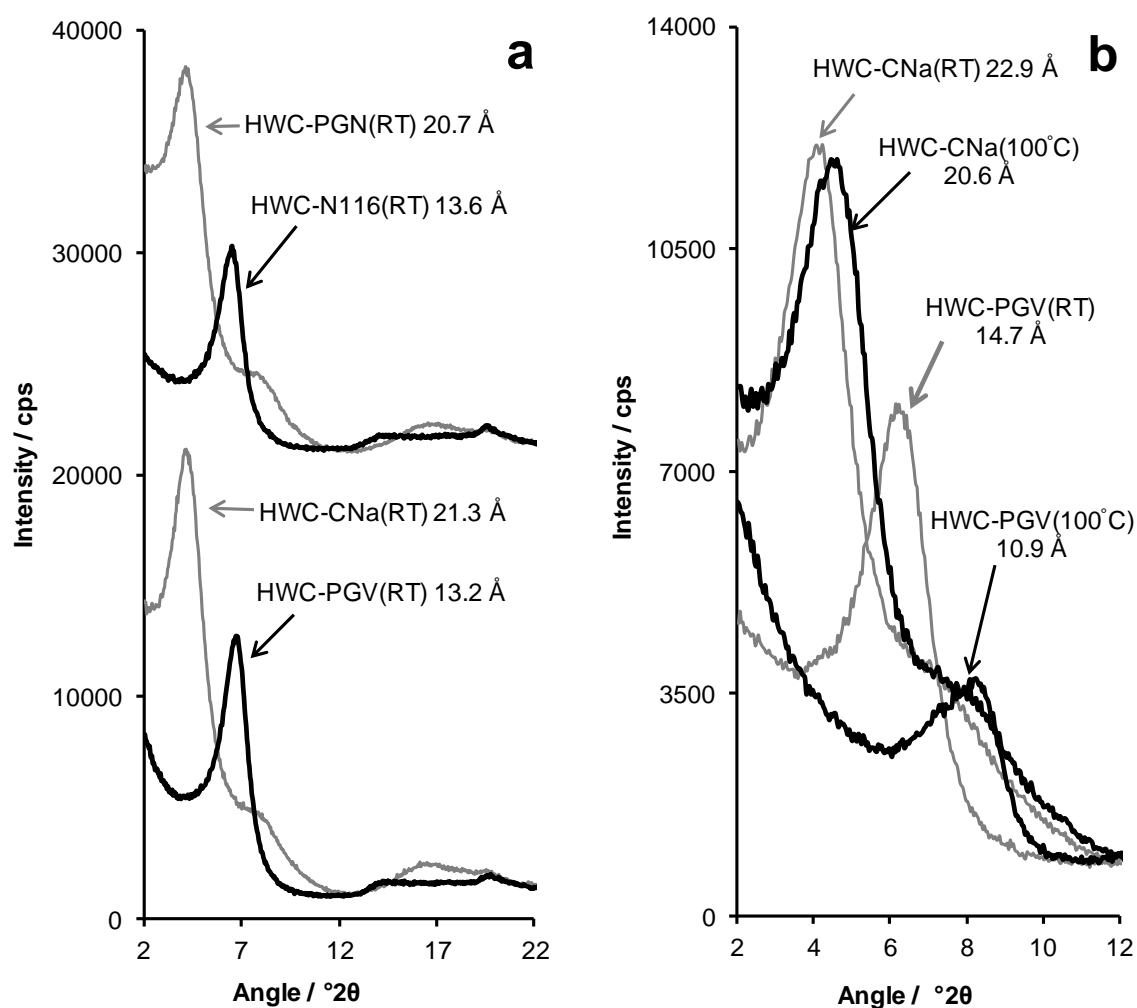 a
40000
30000
20000
10000
0
Intensity / cps
HWC-PGN(RT) 20.7 Å
HWC-N116(RT) 13.6 Å
HWC-CNa(RT) 21.3 Å
HWC-PGV(RT) 13.2 Å
2
7
12
17
22
Angle / °2θ
b
14000
10500
7000
3500
0
Intensity / cps
HWC-CNa(RT) 22.9 Å
HWC-CNa(100°C)
20.6 Å
HWC-PGV(RT)
14.7 Å
HWC-PGV(100°C)
10.9 Å
2
4
6
8
10
12
Angle / °2θ